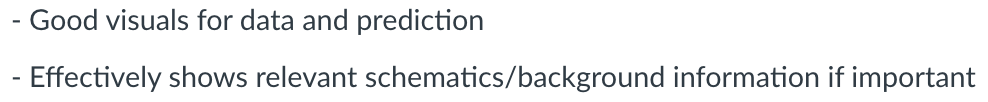 - Good visuals for data and prediction
- Effectively shows relevant schematics/background information if important